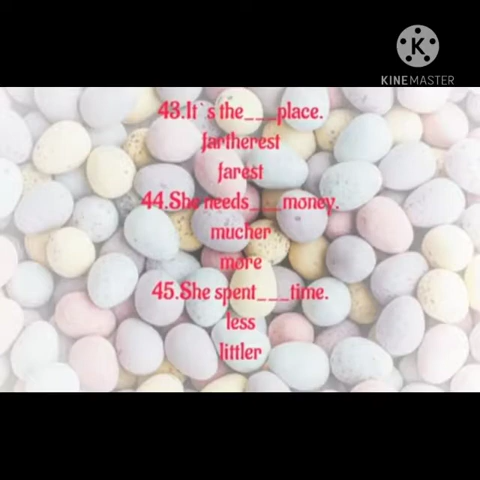 KINEMASTER
43.It`s the___place.
fartherest
farest
44.She needs___money.
mucher
more
45.She spent___time.
less
littler